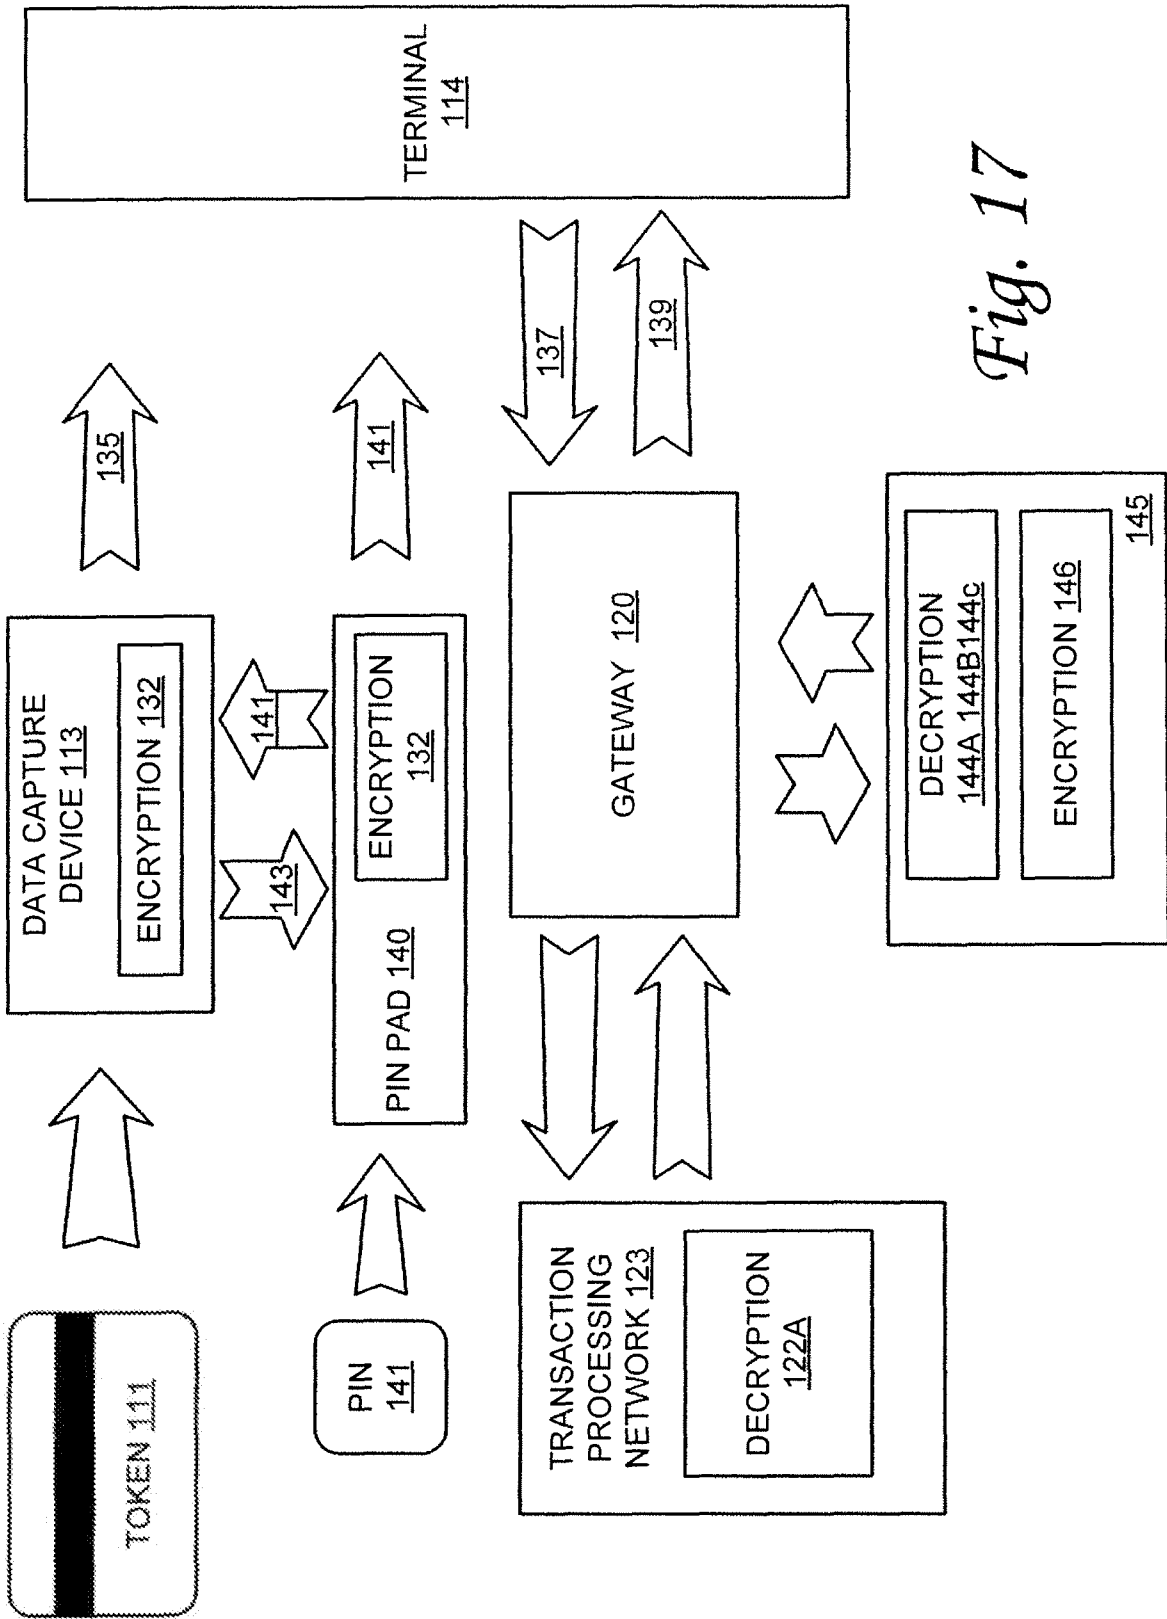 TOKEN 111
DATA CAPTURE
DEVICE 113
ENCRYPTION 132
135
143
141
PIN
141
PIN PAD 140
ENCRYPTION
132
141
TERMINAL
114
TRANSACTION
PROCESSING
NETWORK 123
DECRYPTION
122A
GATEWAY 120
137
139
DECRYPTION
144A 144B144c
ENCRYPTION 146
145
Fig. 17